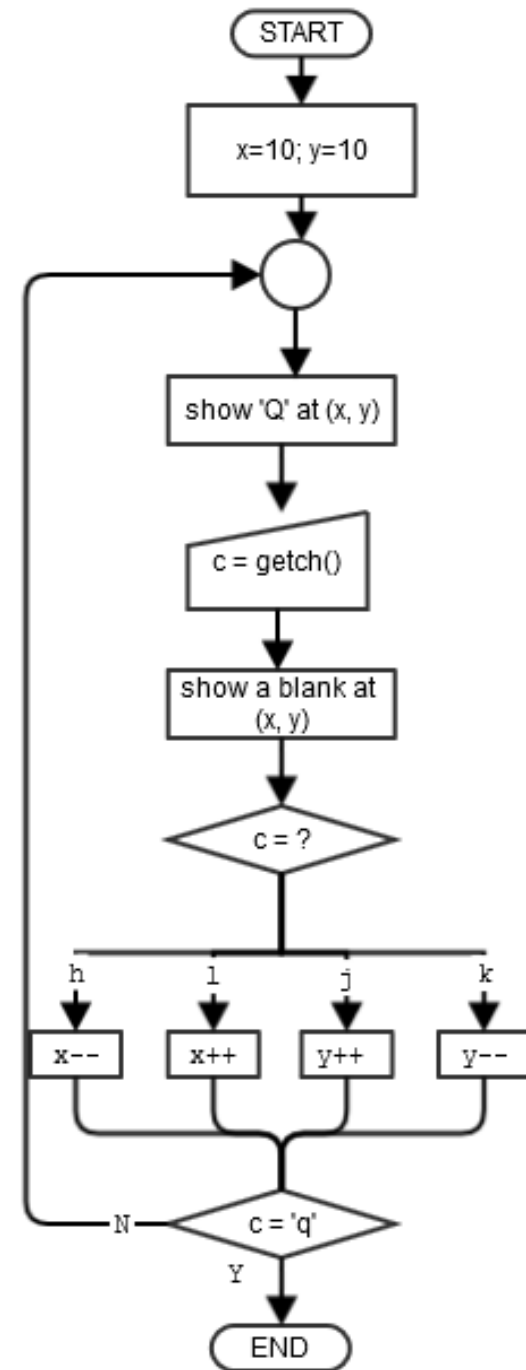 START
x=10; y=10
show 'Q' at (x, y)
c = getch()
show a blank at
(x, y)
c = ?
h l j k
x-- x++ y++ y--
c = 'q'
N
Y
END